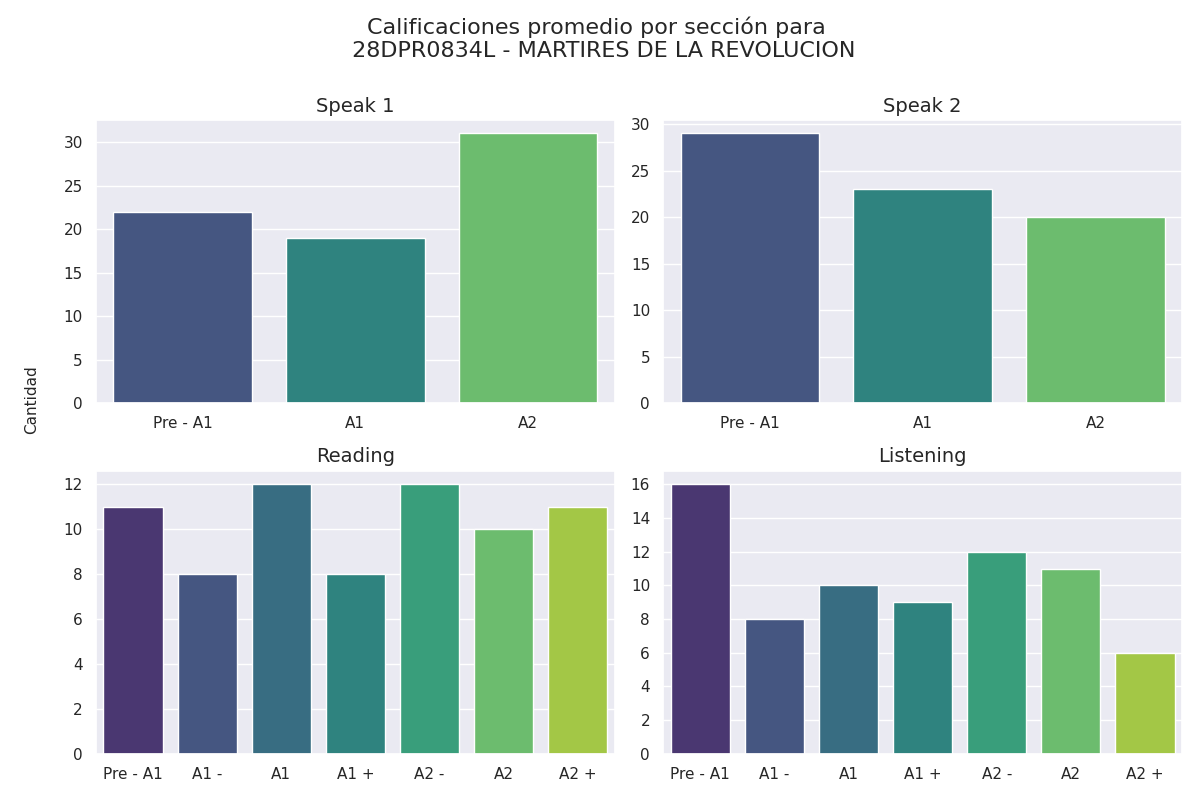 Calificaciones promedio por sección para
28DPR0834L - MARTIRES DE LA REVOLUCION
Cantidad
Speak 1
30
25
20
15
10
5
0
Pre - A1 A1 A2
Speak 2
30
25
20
15
10
5
0
Pre - A1 A1 A2
Reading
12
10
8
6
4
2
0
Pre - A1 A1 - A1 A1 + A2 - A2 A2 +
Listening
16
14
12
10
8
6
4
2
0
Pre - A1 A1 - A1 A1 + A2 - A2 A2 +